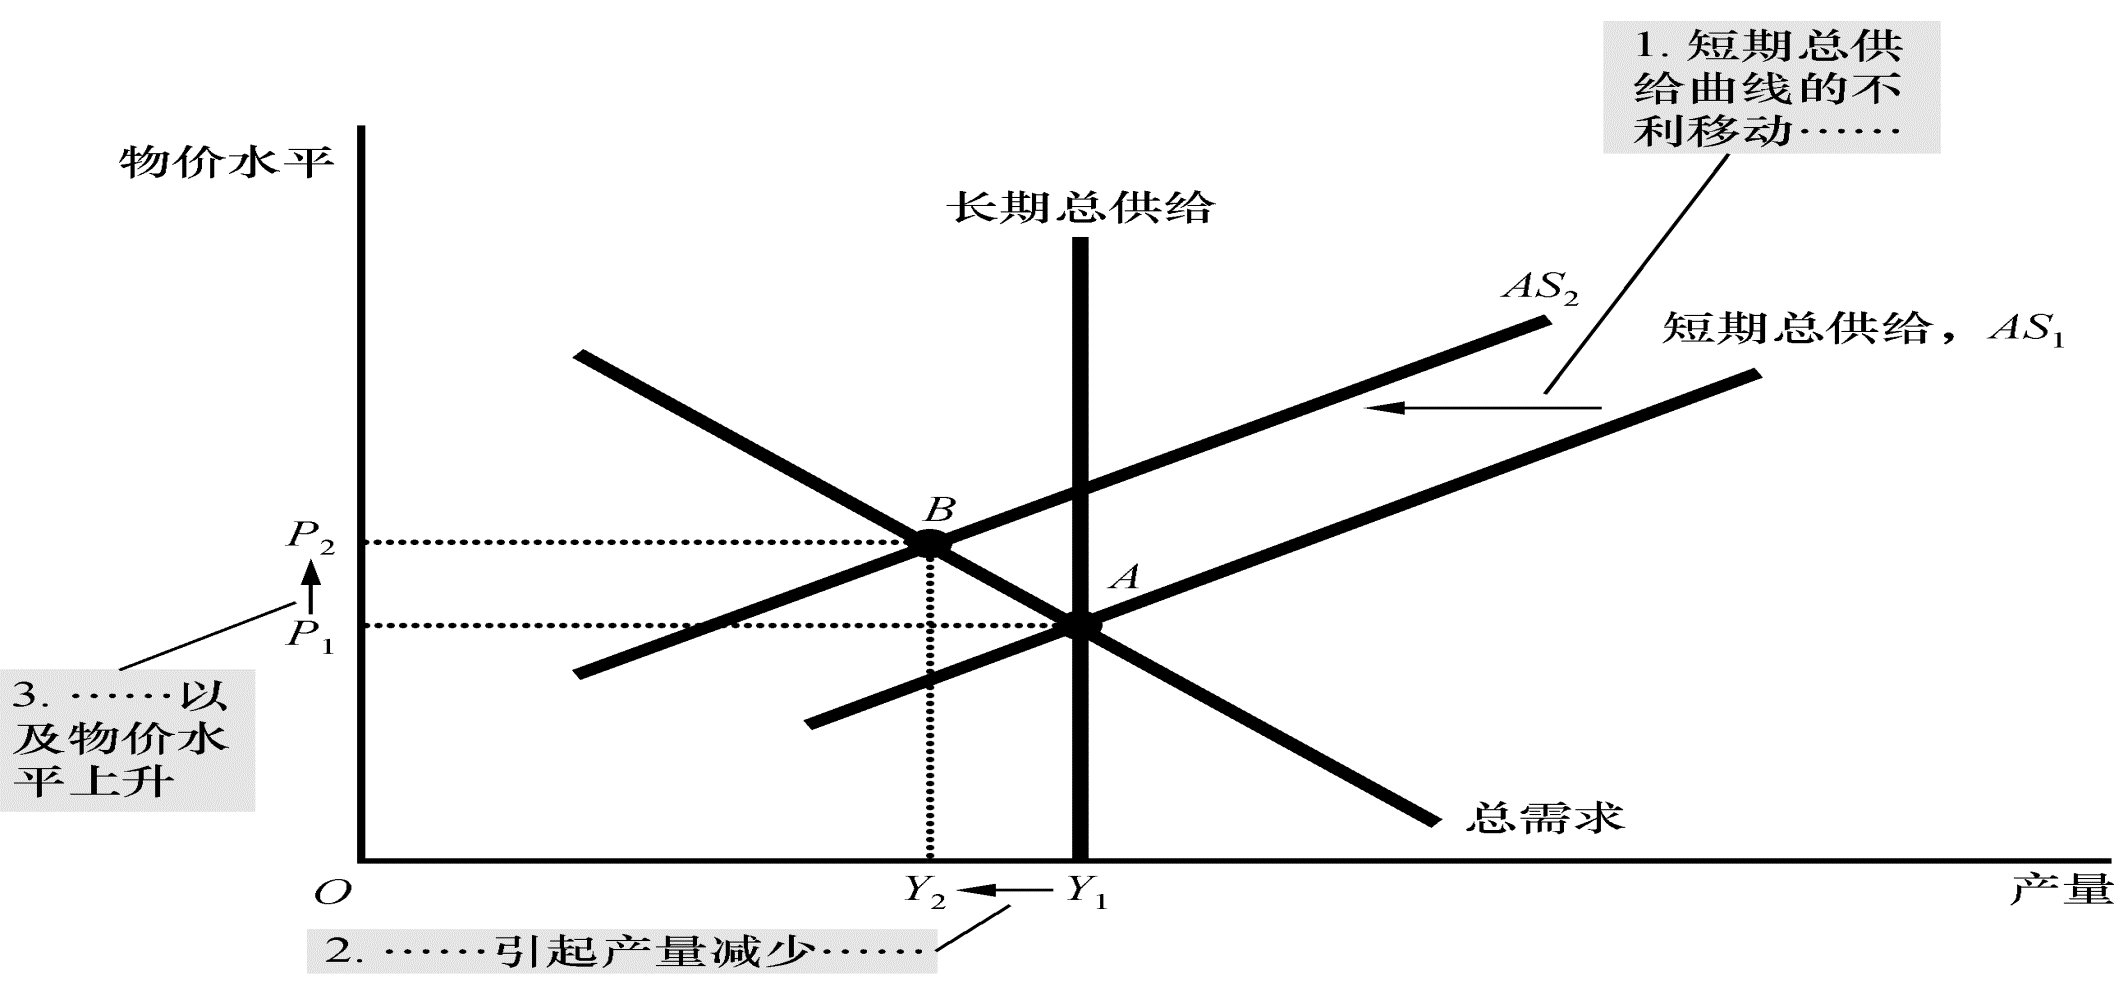 1. 短期总供
给曲线的不
利移动……
物价水平
长期总供给
AS₂
短期总供给，AS₁
B
P₂
A
P₁
3. ……以
及物价水
平上升
总需求
O
Y₂
Y₁
产量
2. ……引起产量减少……